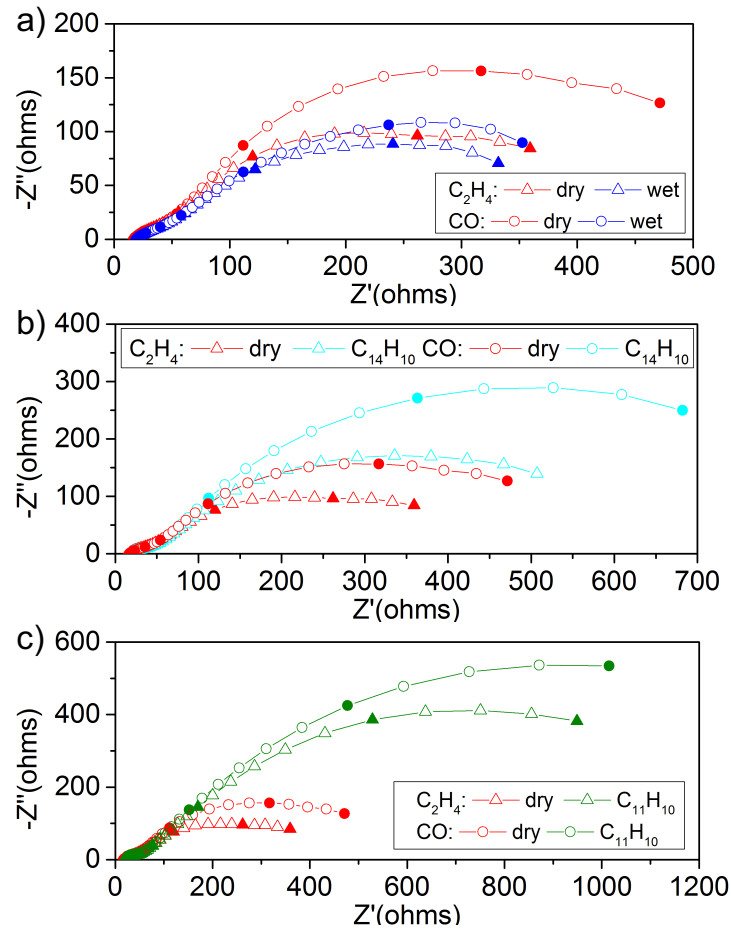 a)
200
150
100
50
0
-Z"(ohms)
C₂H₄: dry wet
CO: dry wet
0 100 200 300 400 500
Z'(ohms)
b)
400
300
200
100
0
-Z"(ohms)
C₂H₄: dry C₁₄H₁₀ CO: dry C₁₄H₁₀
0 100 200 300 400 500 600 700
Z'(ohms)
c)
600
400
200
0
-Z"(ohms)
C₂H₄: dry C₁₁H₁₀
CO: dry C₁₁H₁₀
0 200 400 600 800 1000 1200
Z'(ohms)